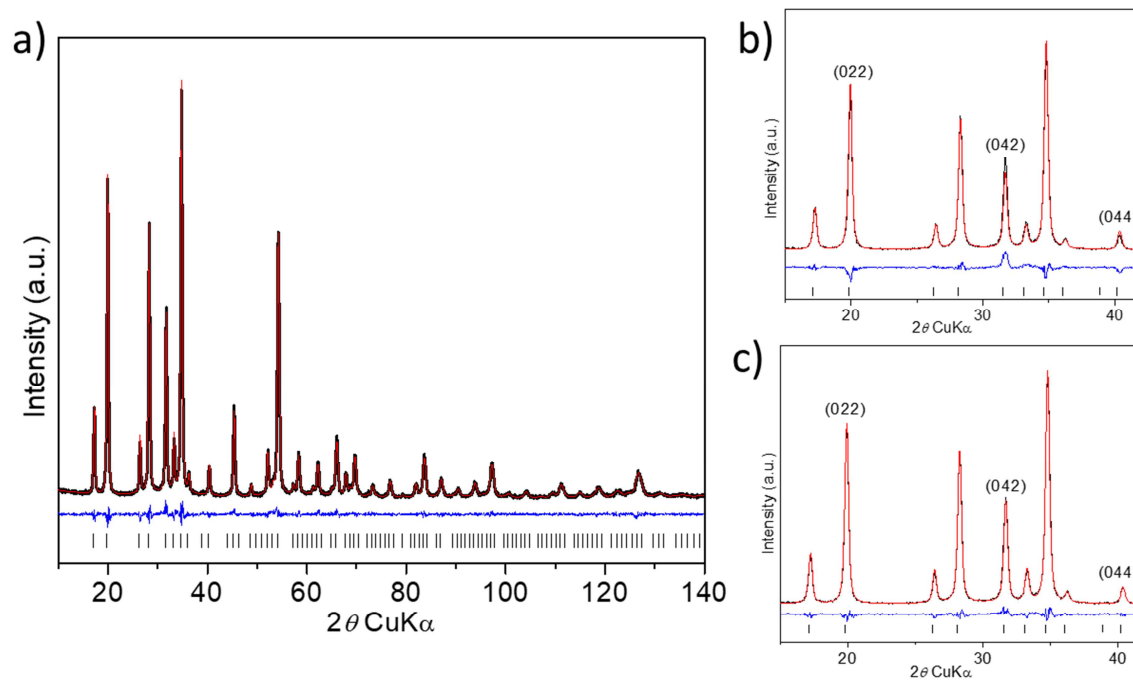 a)
Intensity (a.u.)
20
40
60
80
100
120
140
2θ CuKα
b)
(022)
(042)
(044
Intensity (a.u.)
20
30
40
2θ CuKα
c)
(022)
(042)
(044
Intensity (a.u.)
20
30
40
2θ CuKα